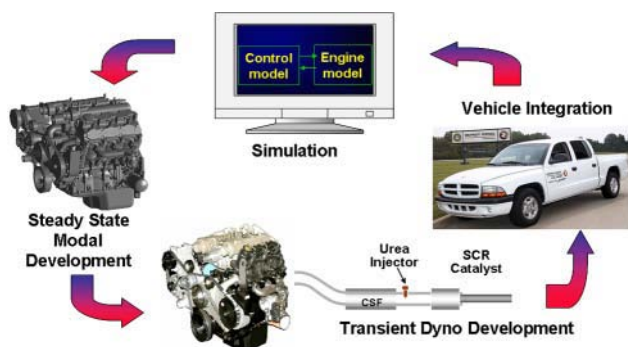 Control
model
Engine
model
Simulation
Vehicle Integration
Steady State
Modal
Development
Urea
Injector
SCR
Catalyst
CSF
Transient Dyno Development